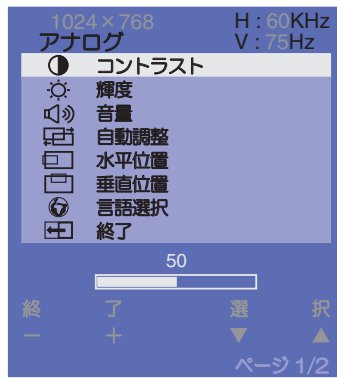 1024×768 H : 60KHz
アナログ V : 75Hz
コントラスト
輝度
音量
自動調整
水平位置
垂直位置
言語選択
終了
50
終 了 選 択
− + ▼ ▲
ページ 1/2